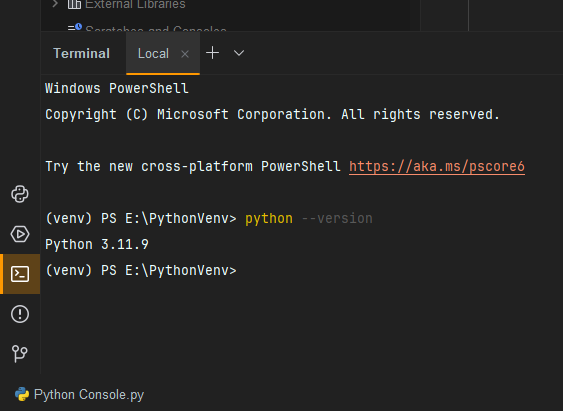 External Libraries
Scratches and Consoles
Terminal Local
Windows PowerShell
Copyright (C) Microsoft Corporation. All rights reserved.
Try the new cross-platform PowerShell https://aka.ms/pscore6
(venv) PS E:\PythonVenv> python --version
Python 3.11.9
(venv) PS E:\PythonVenv>
Python Console.py